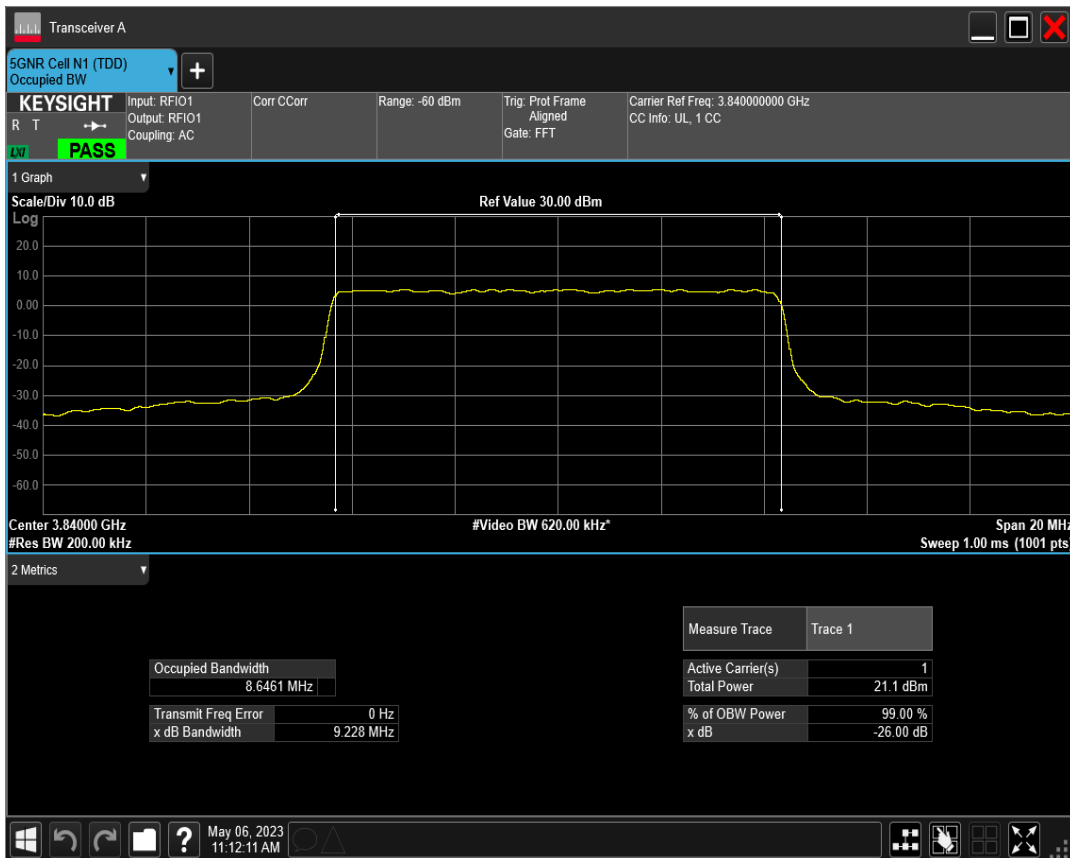 Transceiver A
5GNR Cell N1 (TDD)
Occupied BW
KEYSIGHT
R T
LXI
PASS
Input: RFIO1
Output: RFIO1
Coupling: AC
Corr CCorr
Range: -60 dBm
Trig: Prot Frame
Aligned
Gate: FFT
Carrier Ref Freq: 3.840000000 GHz
CC Info: UL, 1 CC
1 Graph
Scale/Div 10.0 dB
Ref Value 30.00 dBm
Log
20.0
10.0
0.00
-10.0
-20.0
-30.0
-40.0
-50.0
-60.0
Center 3.84000 GHz
#Video BW 620.00 kHz*
Span 20 MHz
#Res BW 200.00 kHz
Sweep 1.00 ms (1001 pts)
2 Metrics
Measure Trace Trace 1
Occupied Bandwidth
8.6461 MHz
Active Carrier(s) 1
Total Power 21.1 dBm
Transmit Freq Error 0 Hz
x dB Bandwidth 9.228 MHz
% of OBW Power 99.00 %
x dB -26.00 dB
?
May 06, 2023
11:12:11 AM